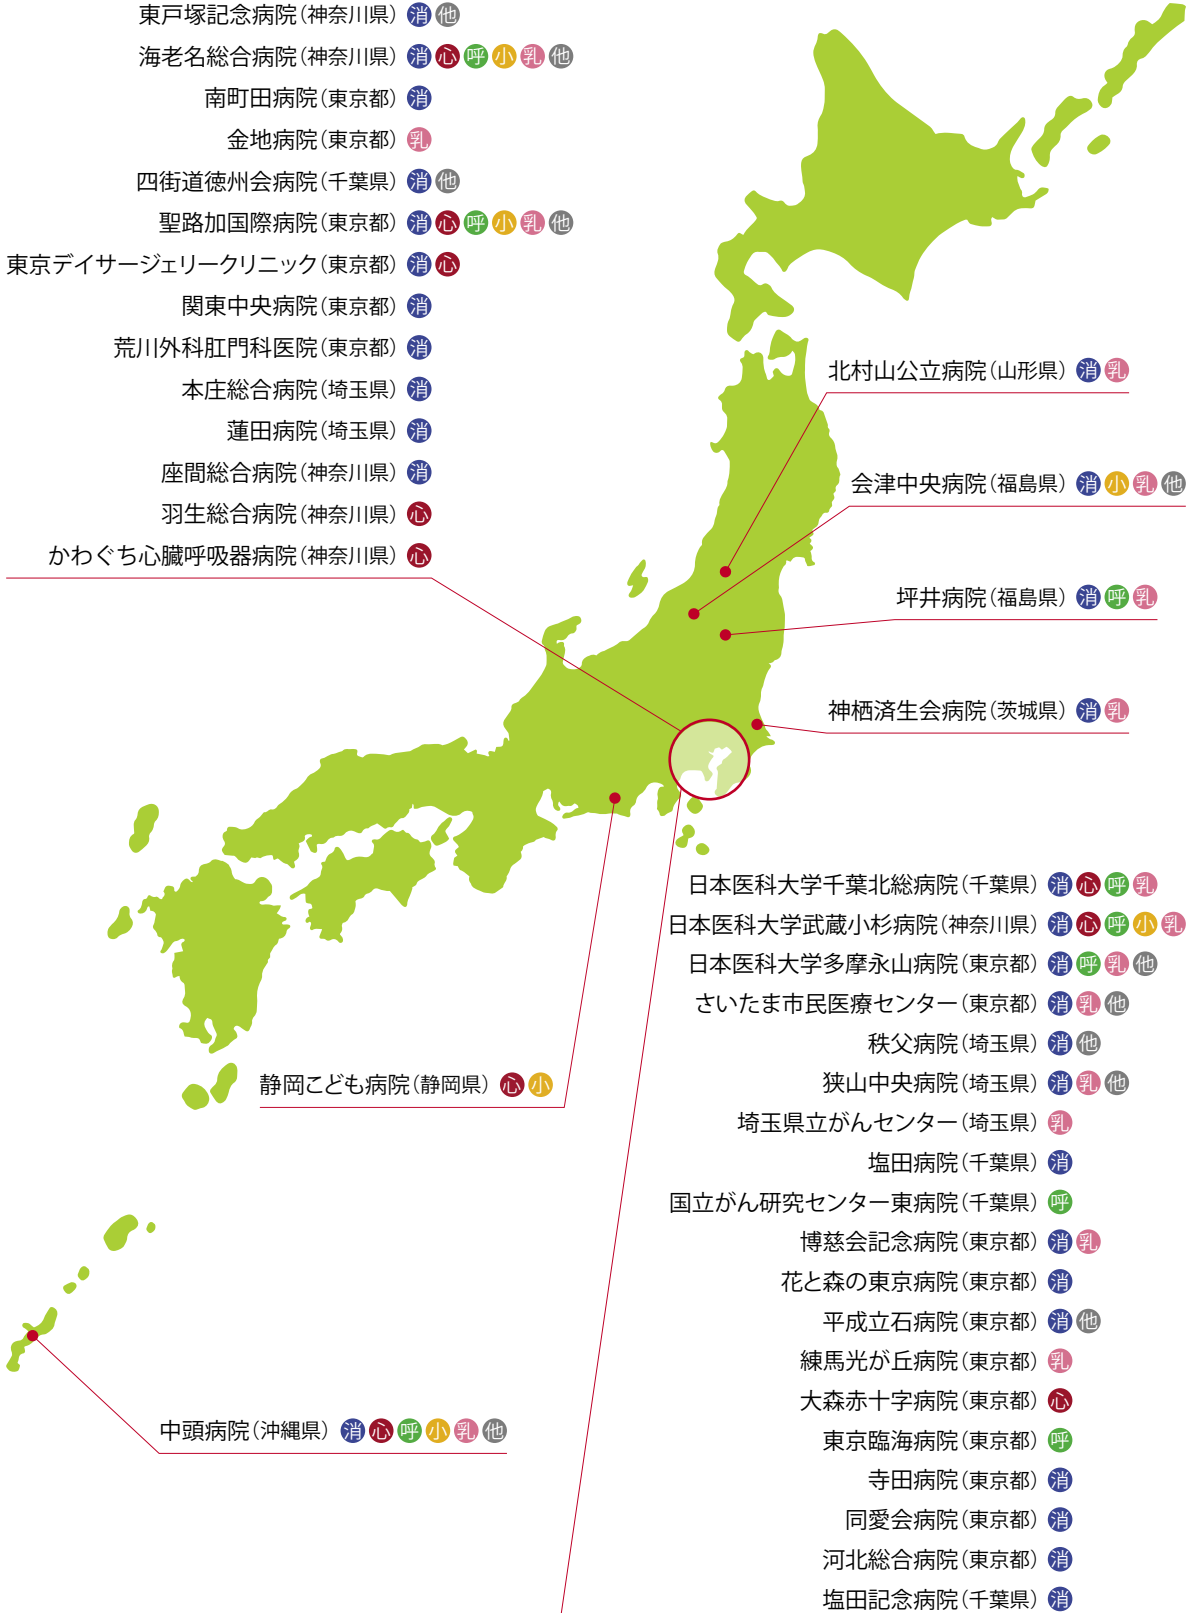 東戸塚記念病院(神奈川県) 消 他
海老名総合病院(神奈川県) 消 心 呼 小 乳 他
南町田病院(東京都) 消
金地病院(東京都) 乳
四街道徳州会病院(千葉県) 消 他
聖路加国際病院(東京都) 消 心 呼 小 乳 他
東京デイサージェリークリニック(東京都) 消 心
関東中央病院(東京都) 消
荒川外科肛門科医院(東京都) 消
本庄総合病院(埼玉県) 消
蓮田病院(埼玉県) 消
座間総合病院(神奈川県) 消
羽生総合病院(神奈川県) 心
かわぐち心臓呼吸器病院(神奈川県) 心
北村山公立病院(山形県) 消 乳
会津中央病院(福島県) 消 小 乳 他
坪井病院(福島県) 消 呼 乳
神栖済生会病院(茨城県) 消 乳
日本医科大学千葉北総病院(千葉県) 消 心 呼 乳
日本医科大学武蔵小杉病院(神奈川県) 消 心 呼 小 乳
日本医科大学多摩永山病院(東京都) 消 呼 乳 他
さいたま市民医療センター(東京都) 消 乳 他
秩父病院(埼玉県) 消 他
狭山中央病院(埼玉県) 消 乳 他
埼玉県立がんセンター(埼玉県) 乳
塩田病院(千葉県) 消
国立がん研究センター東病院(千葉県) 呼
博慈会記念病院(東京都) 消 乳
花と森の東京病院(東京都) 消
平成立石病院(東京都) 消 他
練馬光が丘病院(東京都) 乳
大森赤十字病院(東京都) 心
東京臨海病院(東京都) 呼
寺田病院(東京都) 消
同愛会病院(東京都) 消
河北総合病院(東京都) 消
塩田記念病院(千葉県) 消
静岡こども病院(静岡県) 心 小
中頭病院(沖縄県) 消 心 呼 小 乳 他